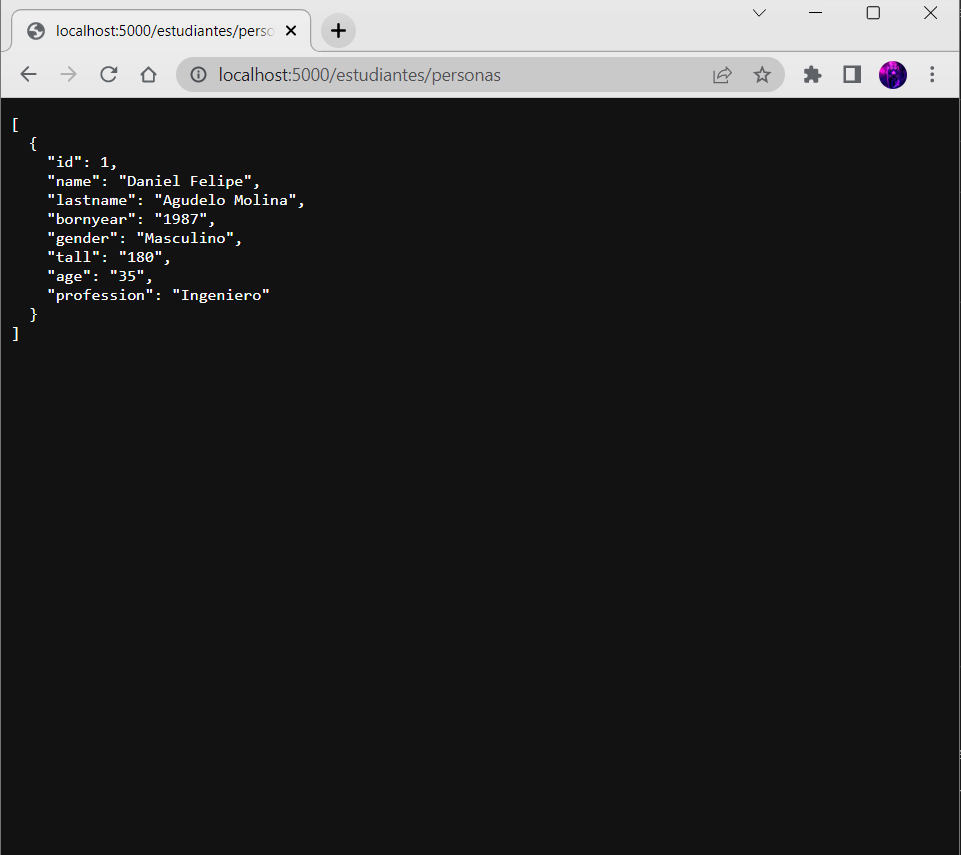 localhost:5000/estudiantes/perso
localhost:5000/estudiantes/personas
[
  {
    "id": 1,
    "name": "Daniel Felipe",
    "lastname": "Agudelo Molina",
    "bornyear": "1987",
    "gender": "Masculino",
    "tall": "180",
    "age": "35",
    "profession": "Ingeniero"
  }
]